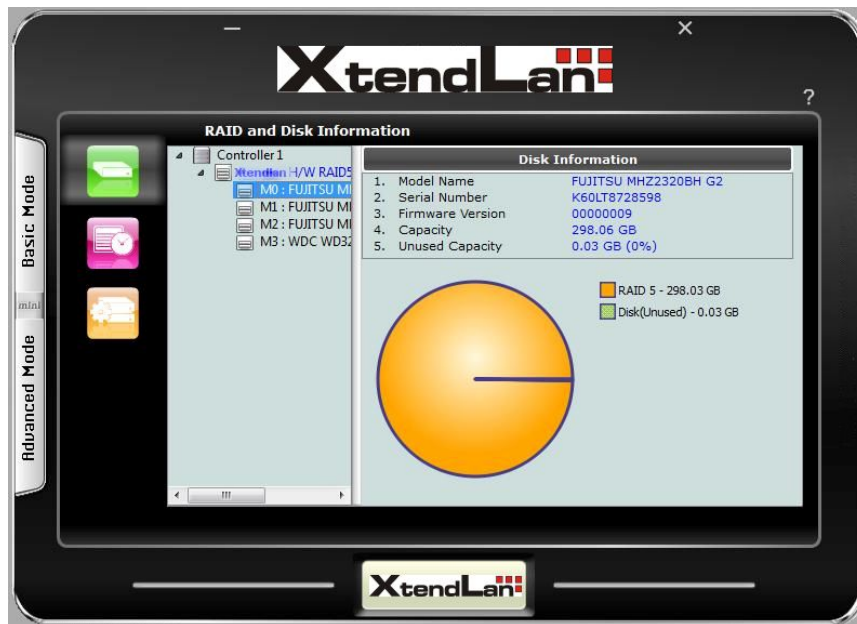 XtendLan
?
RAID and Disk Information
Basic Mode
mini
Advanced Mode
Controller 1
XtendLan H/W RAID5
M0 : FUJITSU MH
M1 : FUJITSU MH
M2 : FUJITSU MH
M3 : WDC WD32
Disk Information
1. Model Name FUJITSU MHZ2320BH G2
2. Serial Number K60LT8728598
3. Firmware Version 00000009
4. Capacity 298.06 GB
5. Unused Capacity 0.03 GB (0%)
RAID 5 - 298.03 GB
Disk(Unused) - 0.03 GB
XtendLan